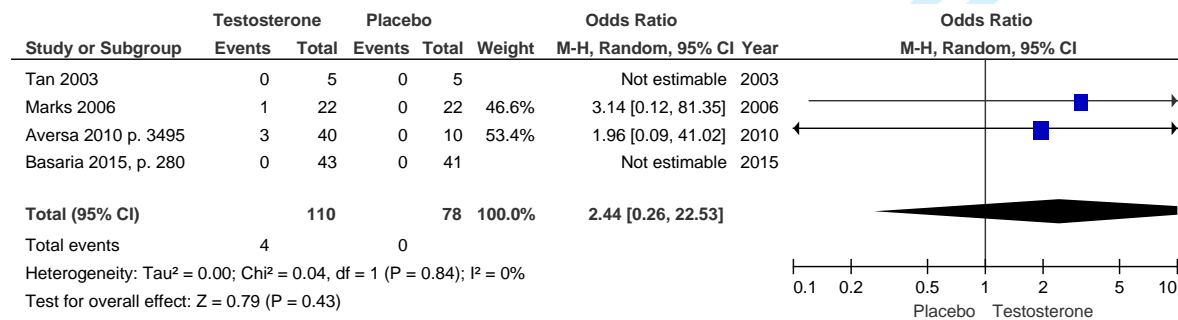 Testosterone Placebo Odds Ratio Odds Ratio
Study or Subgroup Events Total Events Total Weight M-H, Random, 95% CI Year M-H, Random, 95% CI
Tan 2003 0 5 0 5 Not estimable 2003
Marks 2006 1 22 0 22 46.6% 3.14 [0.12, 81.35] 2006
Aversa 2010 p. 3495 3 40 0 10 53.4% 1.96 [0.09, 41.02] 2010
Basaria 2015, p. 280 0 43 0 41 Not estimable 2015
Total (95% CI) 110 78 100.0% 2.44 [0.26, 22.53]
Total events 4 0
Heterogeneity: Tau² = 0.00; Chi² = 0.04, df = 1 (P = 0.84); I² = 0%
Test for overall effect: Z = 0.79 (P = 0.43)
0.1 0.2 0.5 1 2 5 10
Placebo Testosterone